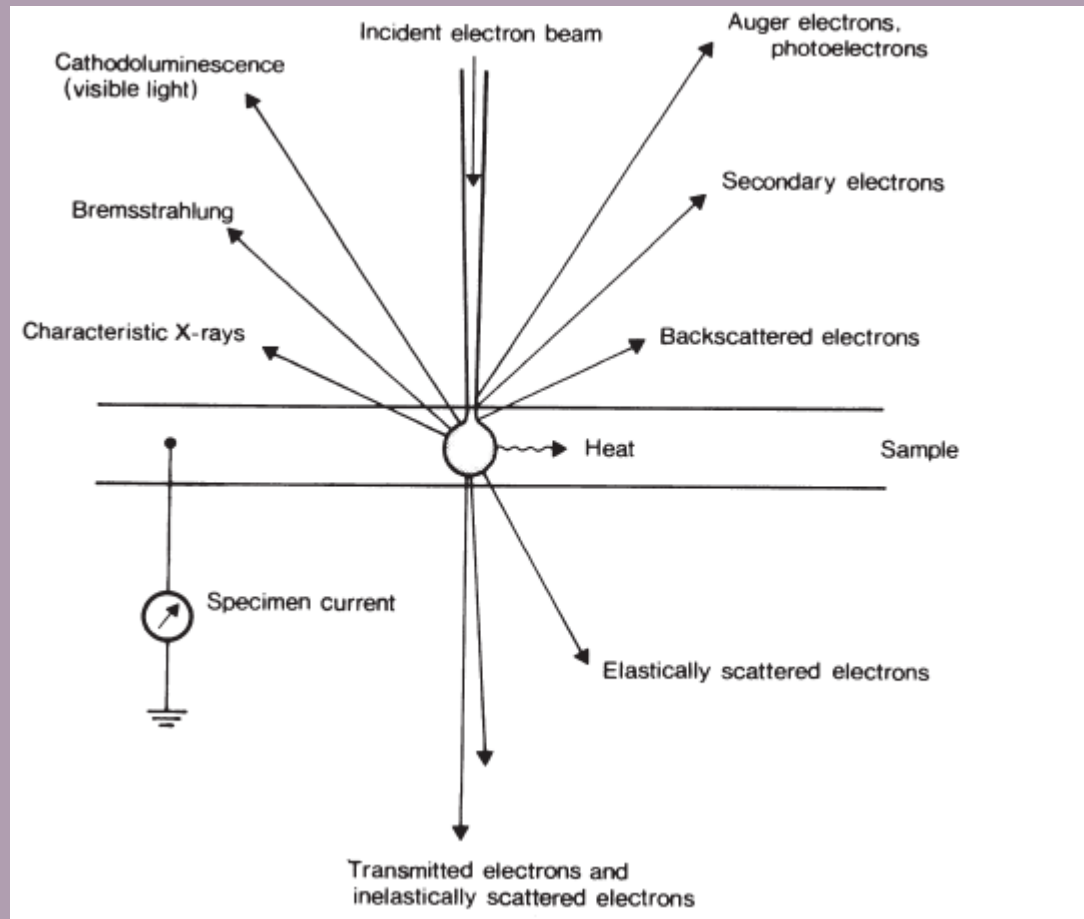 Incident electron beam
Auger electrons,
photoelectrons
Cathodoluminescence
(visible light)
Secondary electrons
Bremsstrahlung
Characteristic X-rays
Backscattered electrons
Heat
Sample
Specimen current
Elastically scattered electrons
Transmitted electrons and
inelastically scattered electrons